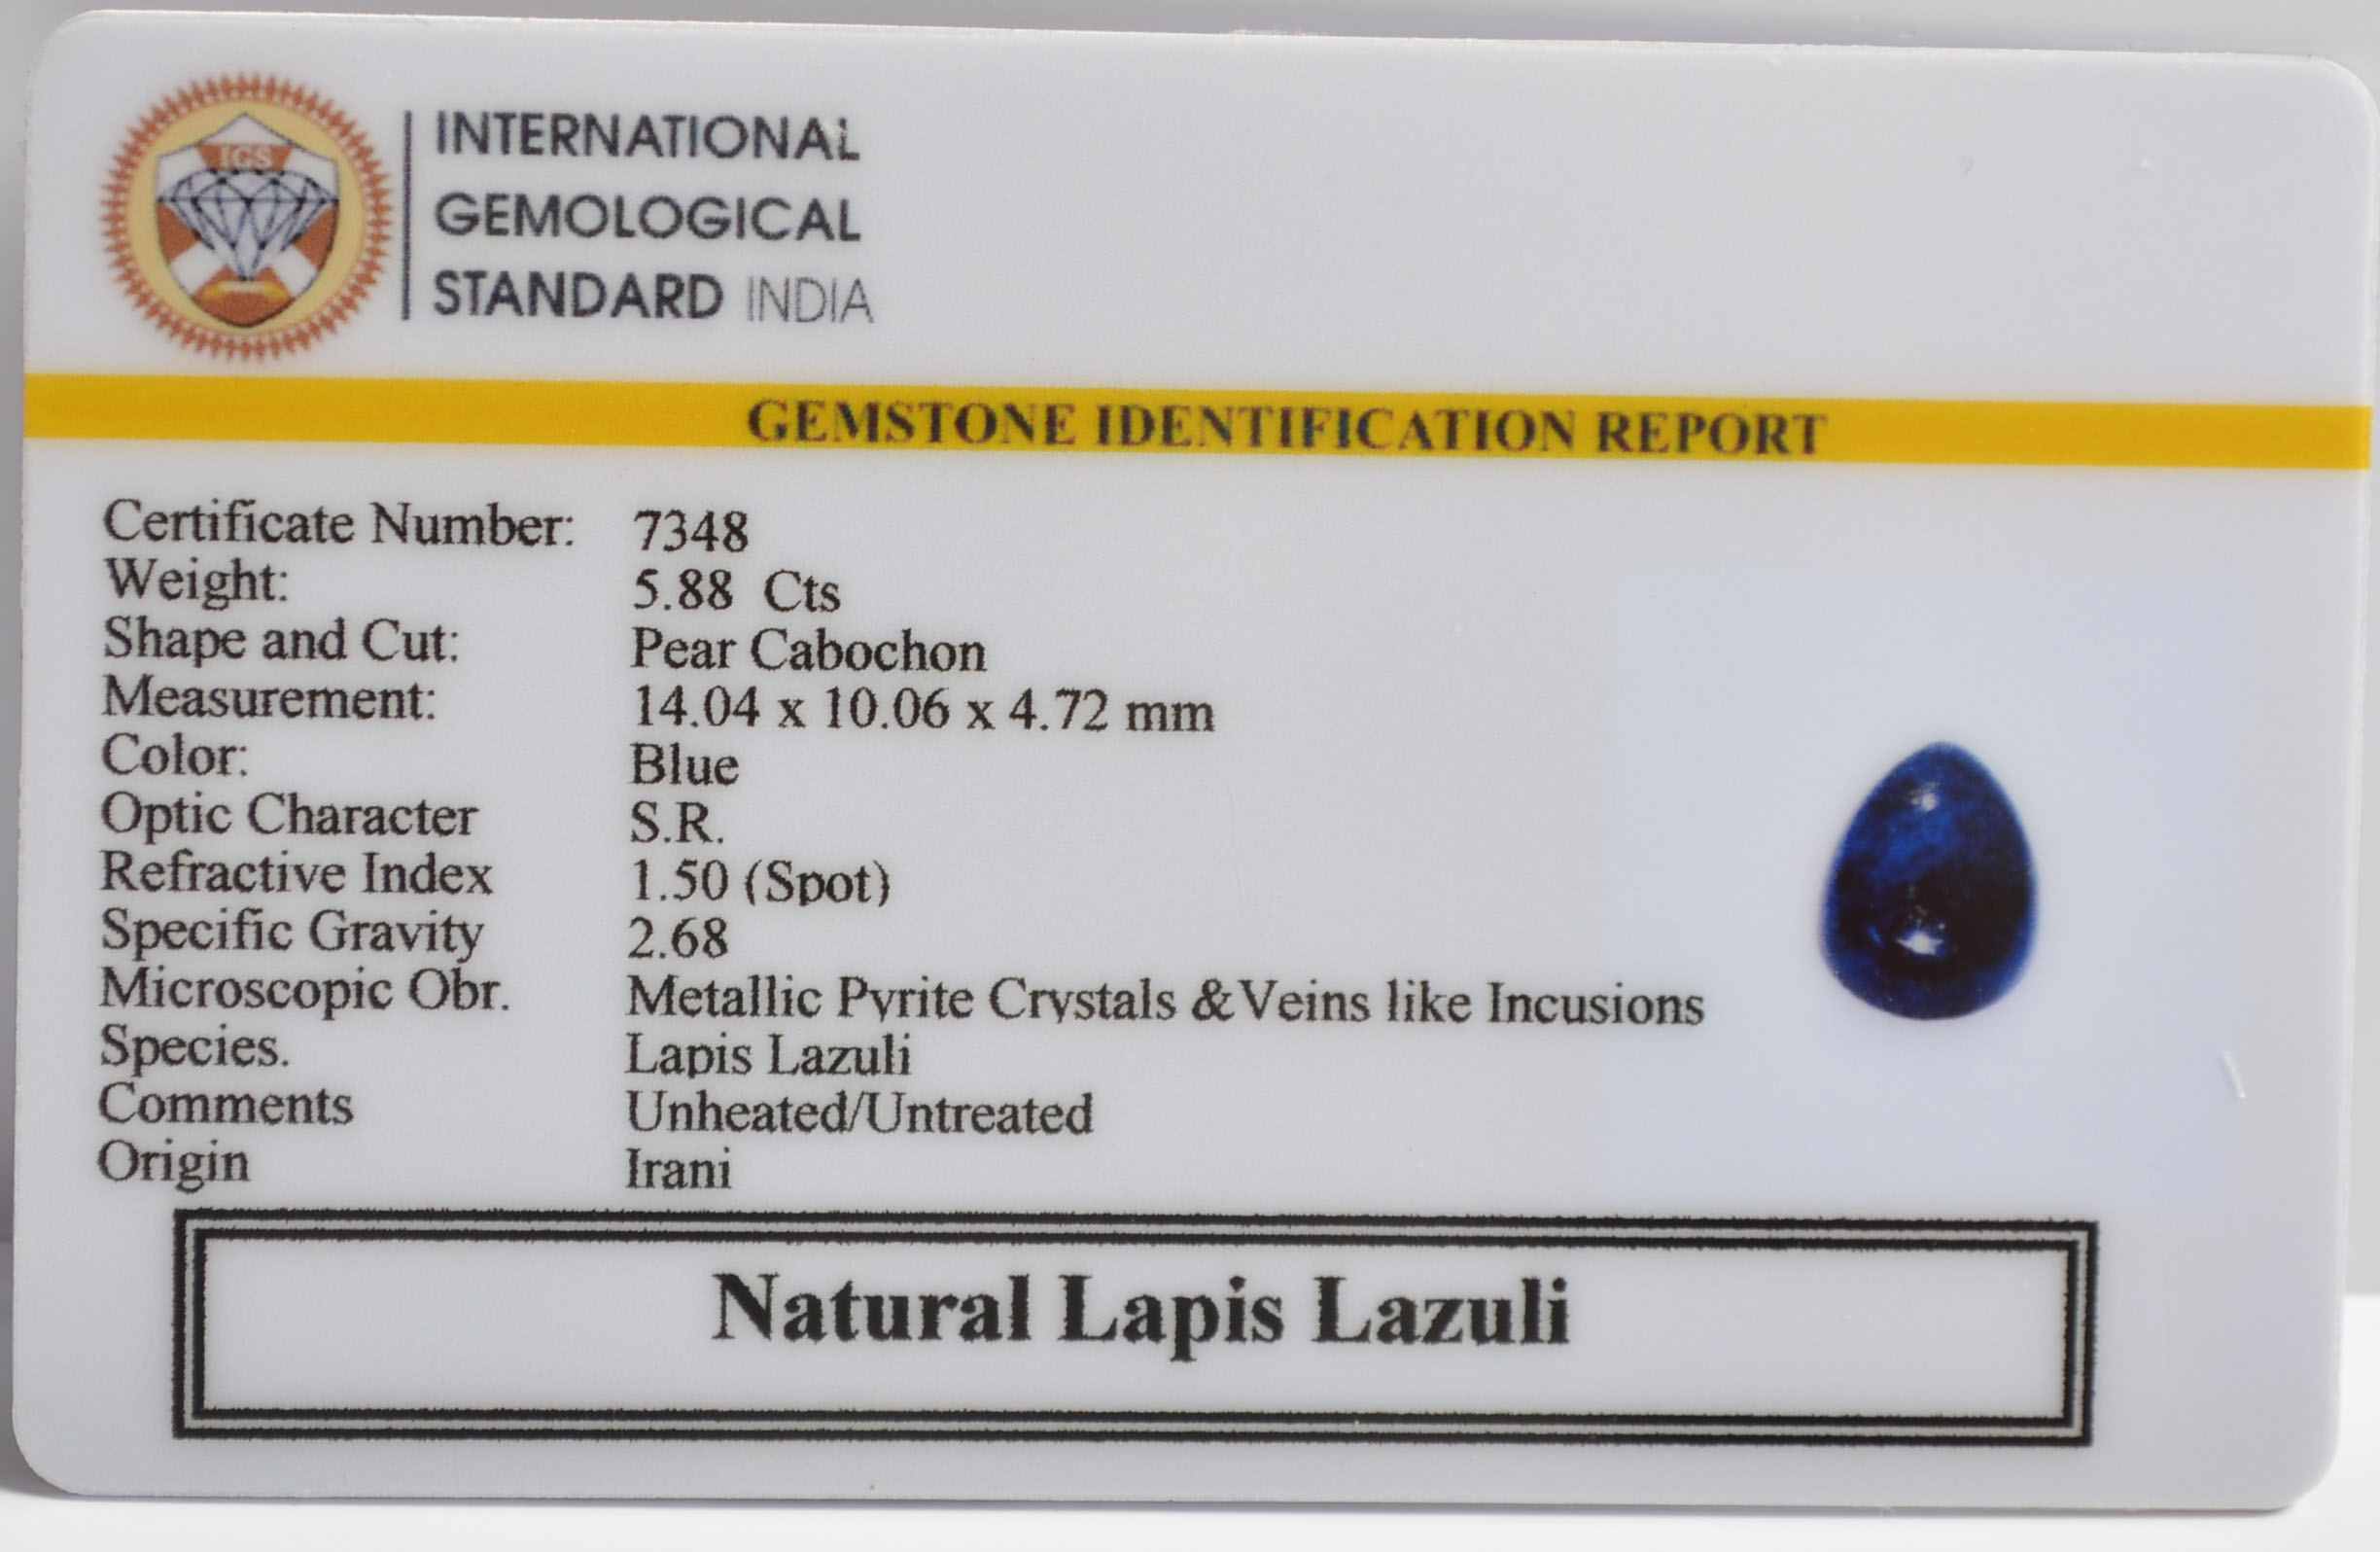 IGS
INTERNATIONAL
GEMOLOGICAL
STANDARD INDIA
GEMSTONE IDENTIFICATION REPORT
Certificate Number: 7348
Weight: 5.88 Cts
Shape and Cut: Pear Cabochon
Measurement: 14.04 x 10.06 x 4.72 mm
Color: Blue
Optic Character S.R.
Refractive Index 1.50 (Spot)
Specific Gravity 2.68
Microscopic Obr. Metallic Pyrite Crystals &Veins like Incusions
Species. Lapis Lazuli
Comments Unheated/Untreated
Origin Irani
Natural Lapis Lazuli